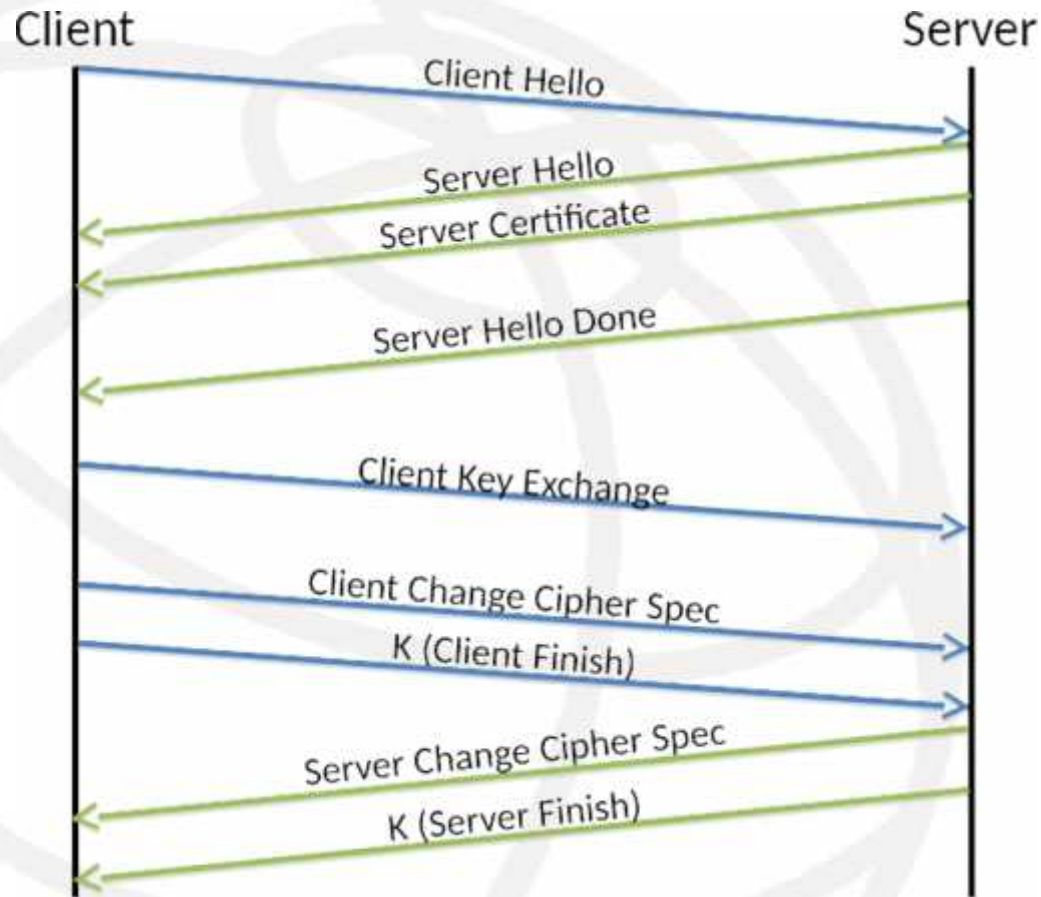 Client
Server
Client Hello
Server Hello
Server Certificate
Server Hello Done
Client Key Exchange
Client Change Cipher Spec
K (Client Finish)
Server Change Cipher Spec
K (Server Finish)